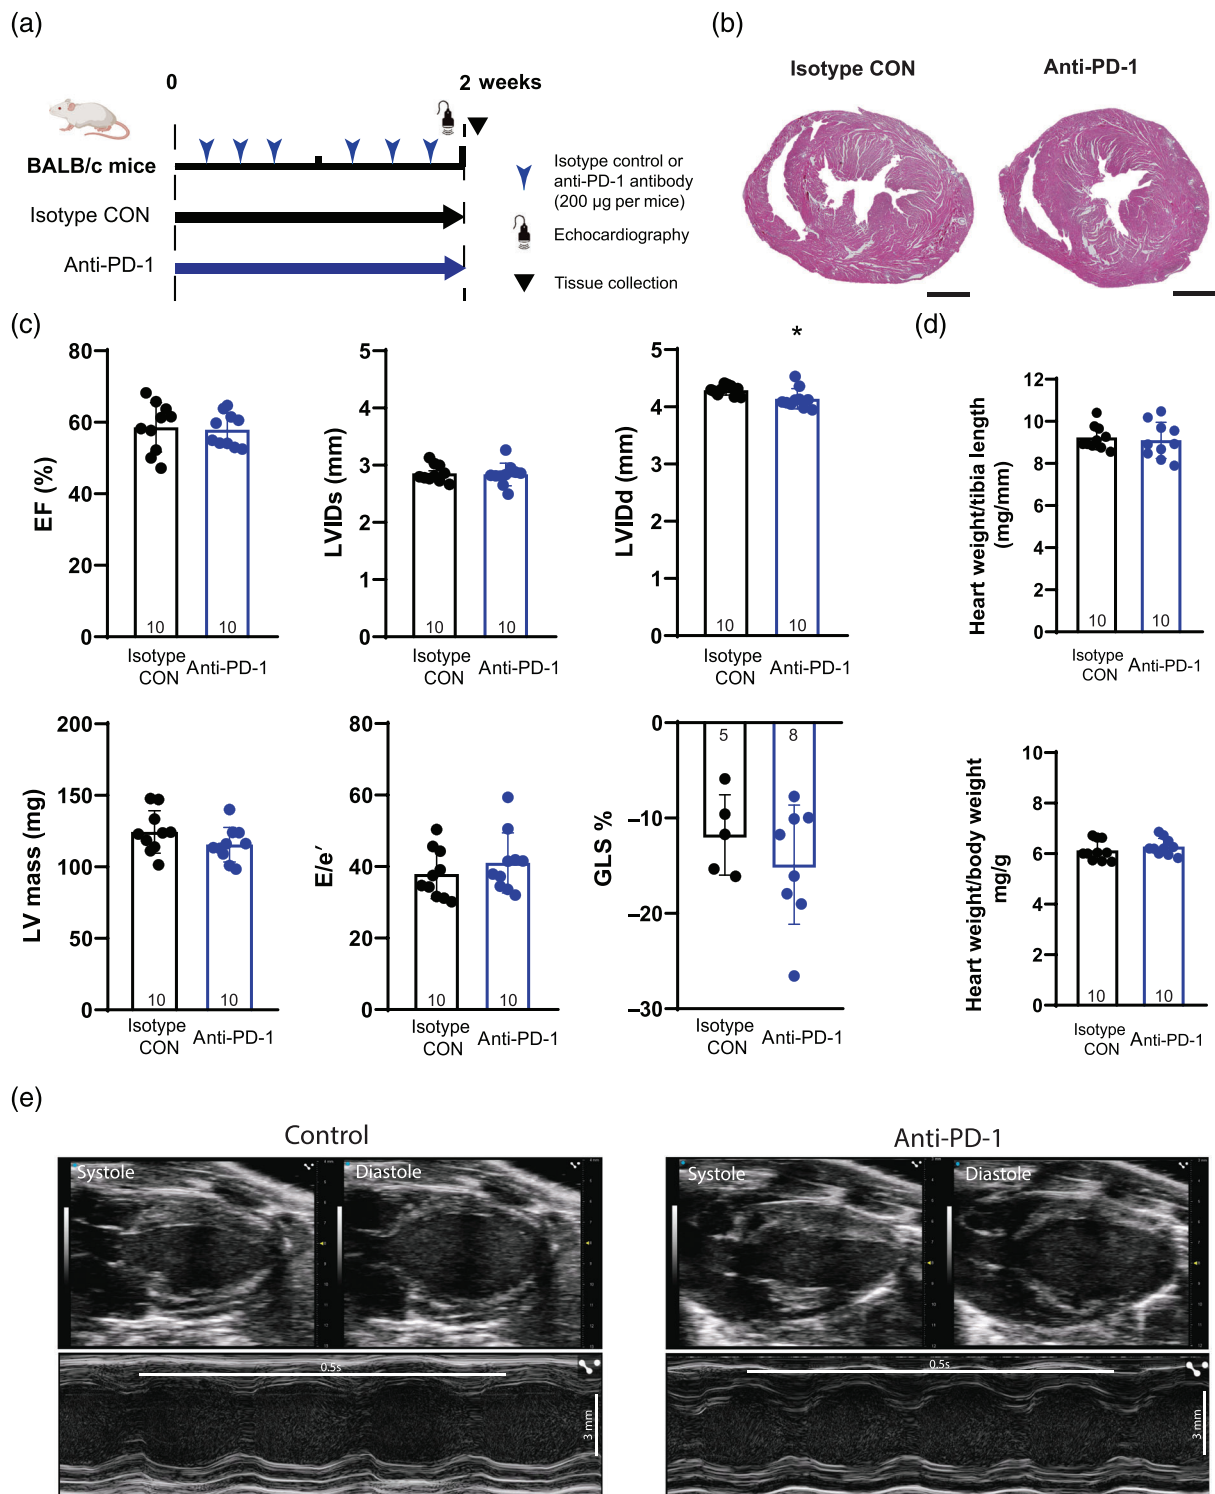 (a)
0
2 weeks
BALB/c mice
Isotype CON
Anti-PD-1
Isotype control or
anti-PD-1 antibody
(200 µg per mice)
Echocardiography
Tissue collection
(b)
Isotype CON
Anti-PD-1
(c)
EF (%)
80
60
40
20
0
10
10
Isotype
CON
Anti-PD-1
LVIDs (mm)
5
4
3
2
1
0
10
10
Isotype
CON
Anti-PD-1
LVIDd (mm)
5
4
3
2
1
0
*
10
10
Isotype
CON
Anti-PD-1
(d)
Heart weight/tibia length
(mg/mm)
12
10
8
6
4
2
0
10
10
Isotype
CON
Anti-PD-1
LV mass (mg)
200
150
100
50
0
10
10
Isotype
CON
Anti-PD-1
E/e′
80
60
40
20
0
10
10
Isotype
CON
Anti-PD-1
GLS %
0
−10
−20
−30
5
8
Isotype
CON
Anti-PD-1
Heart weight/body weight
mg/g
10
8
6
4
2
0
10
10
Isotype
CON
Anti-PD-1
(e)
Control
Systole
Diastole
0.5s
3 mm
Anti-PD-1
Systole
Diastole
0.5s
3 mm